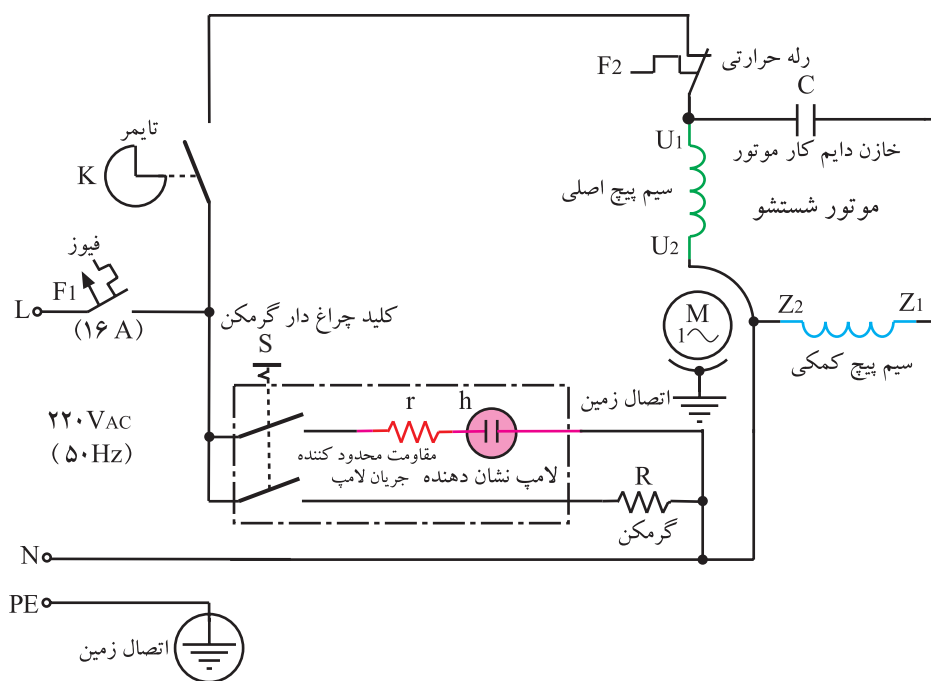 رله حرارتی
F2
C
تایمر
U1
خازن دایم کار موتور
K
سیم پیچ اصلی
موتور شستشو
فیوز
U2
F1
L
(۱۶ A)
کلید چراغ دار گرمکن
M
1
Z2
Z1
S
سیم پیچ کمکی
اتصال زمین
r
h
۲۲۰VAC
(۵۰Hz)
مقاومت محدود کننده
جریان لامپ
لامپ نشان دهنده
R
گرمکن
N
PE
اتصال زمین